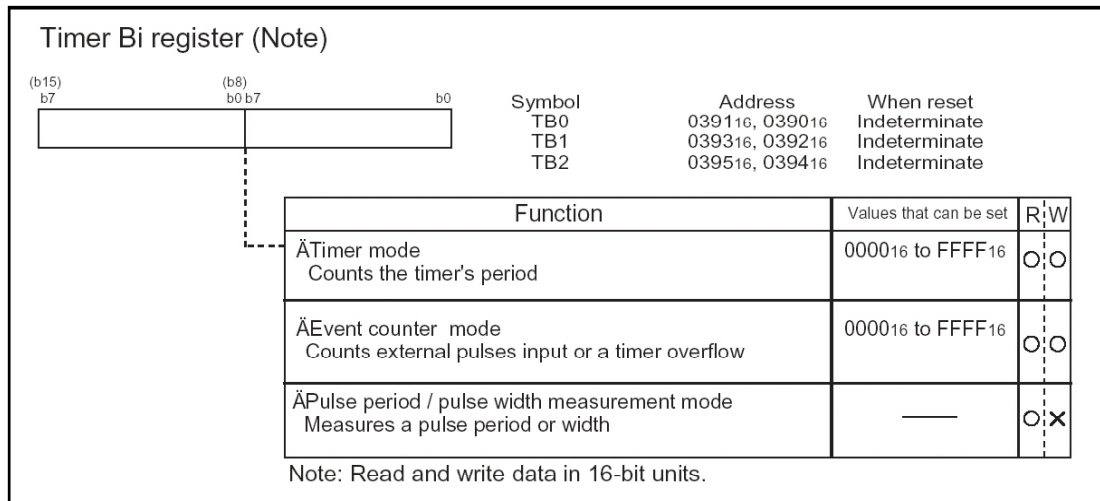 Timer Bi register (Note)
(b15) (b8)
b7 b0 b7 b0
Symbol Address When reset
TB0 039116, 039016 Indeterminate
TB1 039316, 039216 Indeterminate
TB2 039516, 039416 Indeterminate
Function Values that can be set R W
ÄTimer mode 000016 to FFFF16
Counts the timer's period
ÄEvent counter mode 000016 to FFFF16
Counts external pulses input or a timer overflow
ÄPulse period / pulse width measurement mode
Measures a pulse period or width
Note: Read and write data in 16-bit units.